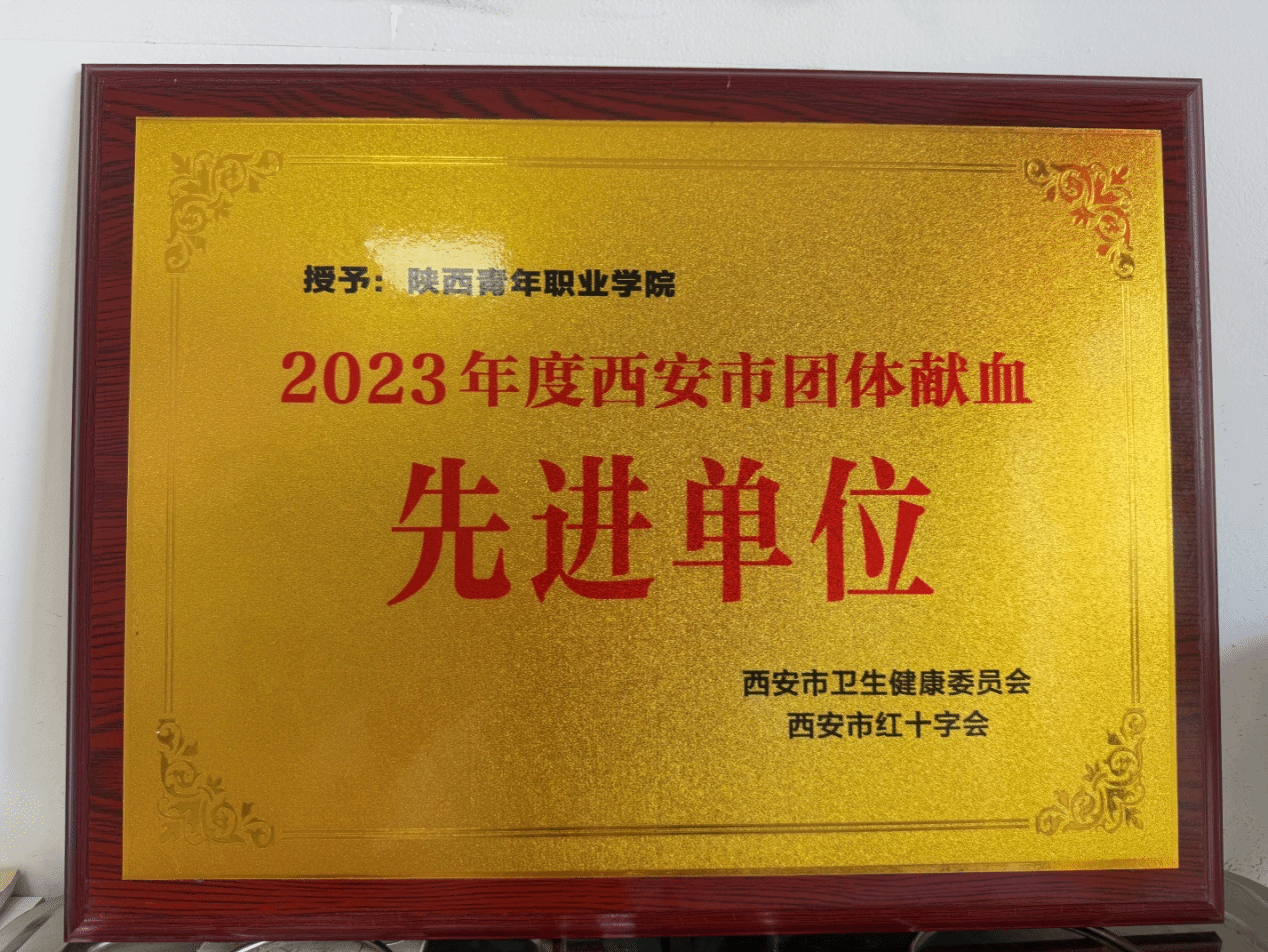 授予：陕西青年职业学院
2023年度西安市团体献血
先进单位
西安市卫生健康委员会
西安市红十字会